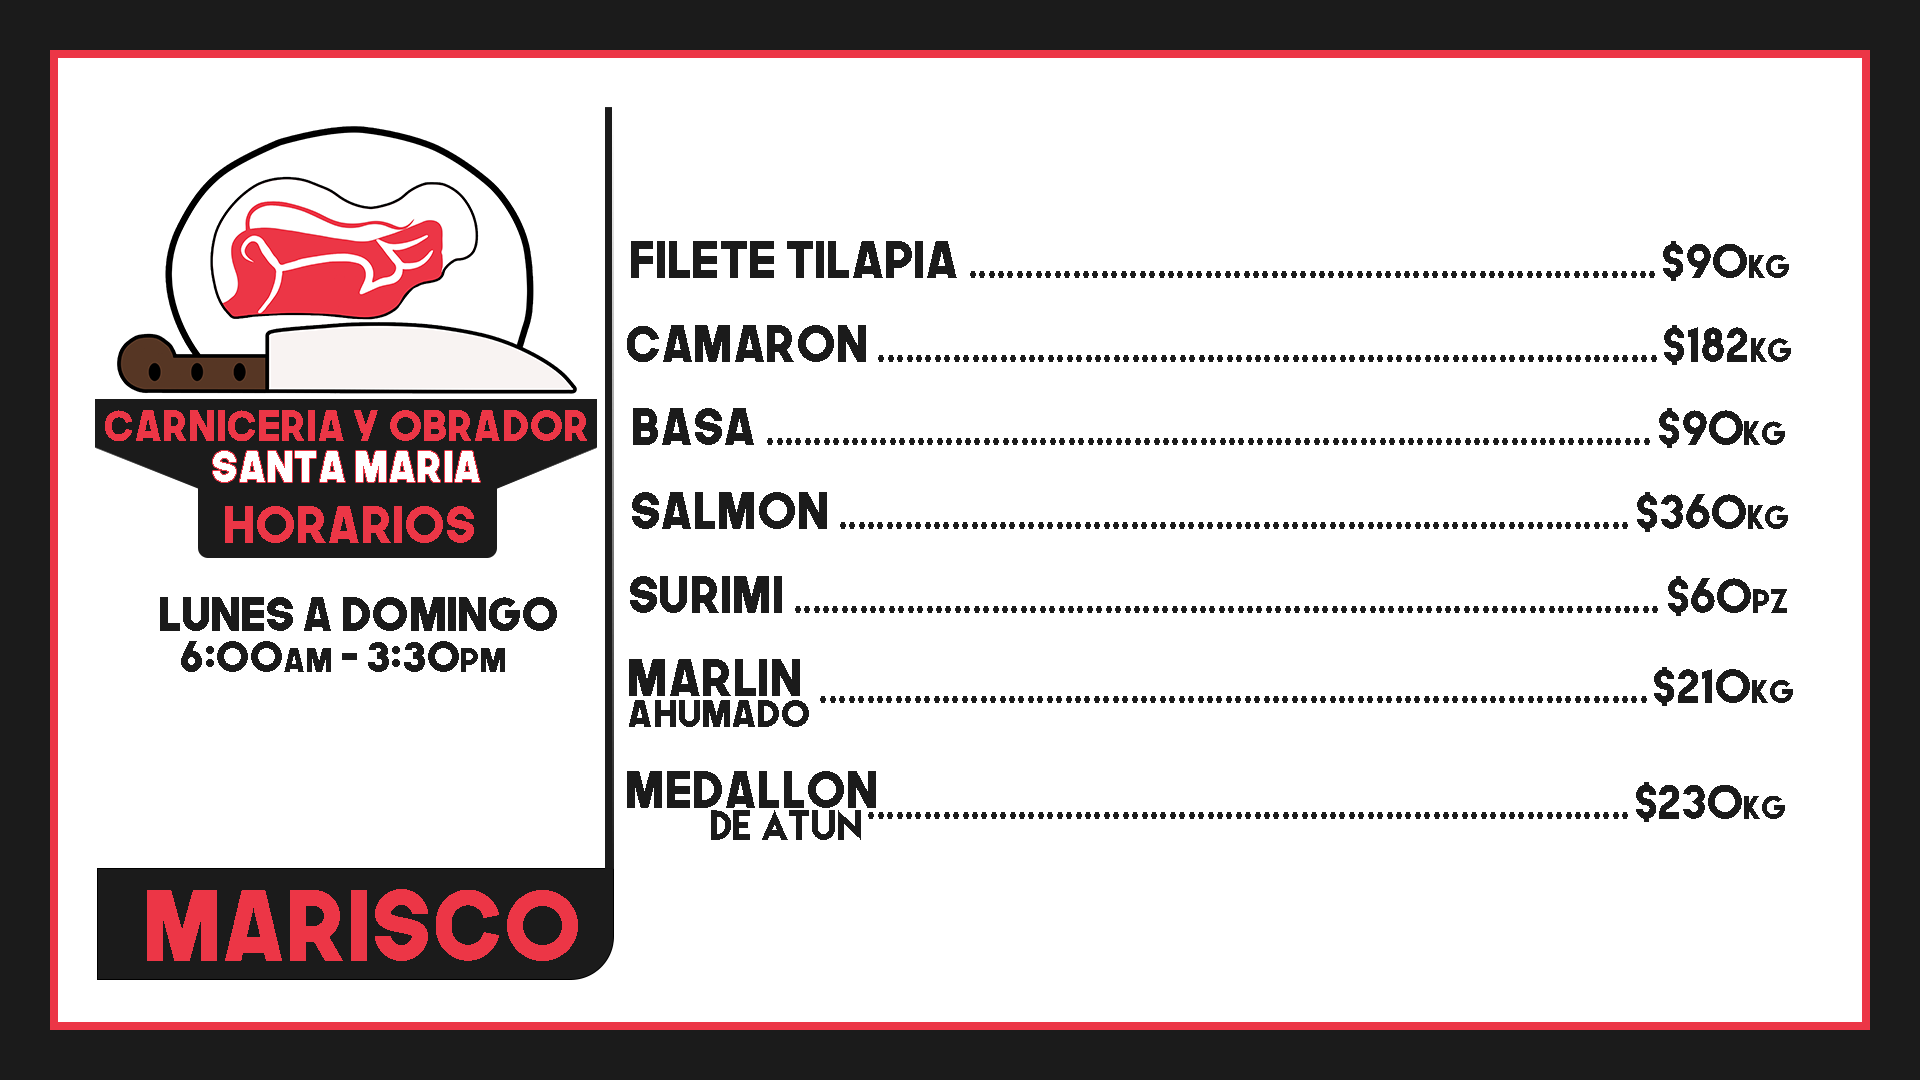 CARNICERIA Y OBRADOR
SANTA MARIA
HORARIOS
LUNES A DOMINGO
6:00AM - 3:30PM
MARISCO
FILETE TILAPIA ........................................ $90KG
CAMARON ........................................ $182KG
BASA ........................................ $90KG
SALMON ........................................ $360KG
SURIMI ........................................ $60PZ
MARLIN
AHUMADO ........................................ $210KG
MEDALLON
DE ATUN ........................................ $230KG